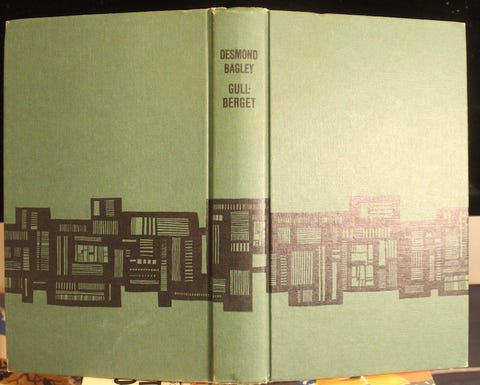 DESMOND
BAGLEY
GULL-
BERGET